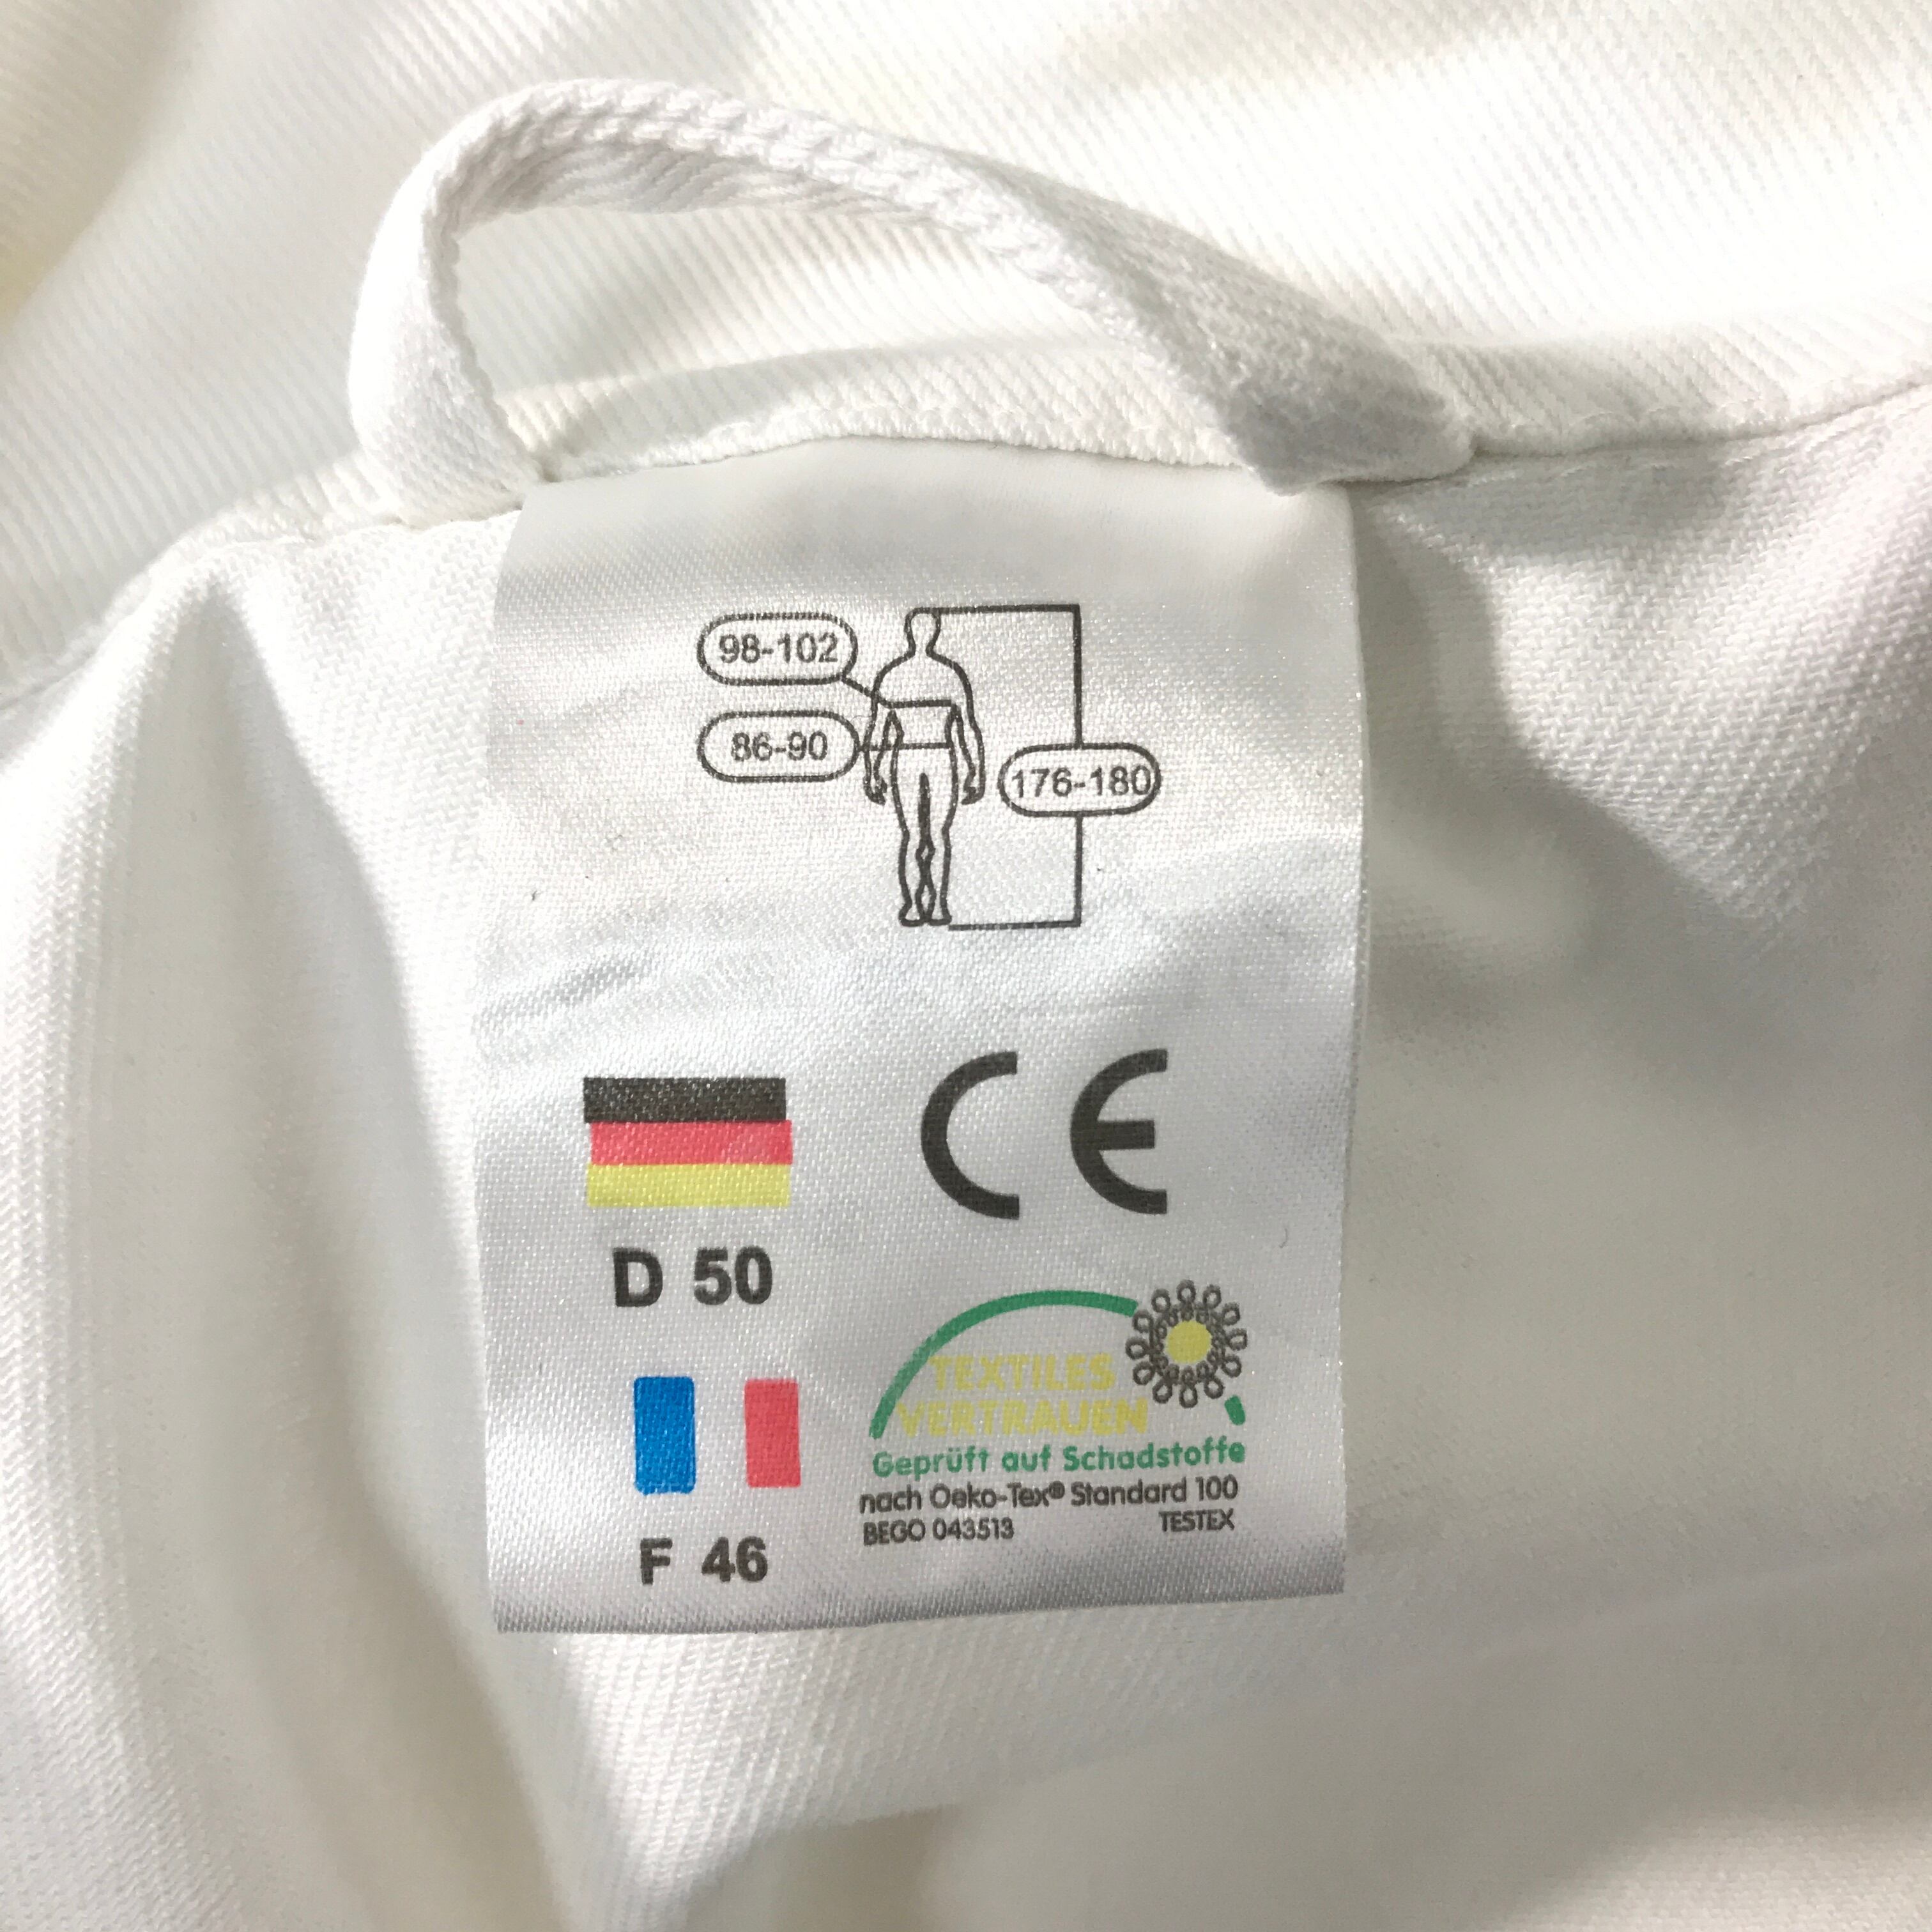 98-102
86-90
176-180
CE
D 50
TEXTILES
VERTRAUEN
Geprüft auf Schadstoffe
nach Oeko-Tex® Standard 100
BEGO 043513 TESTEX
F 46